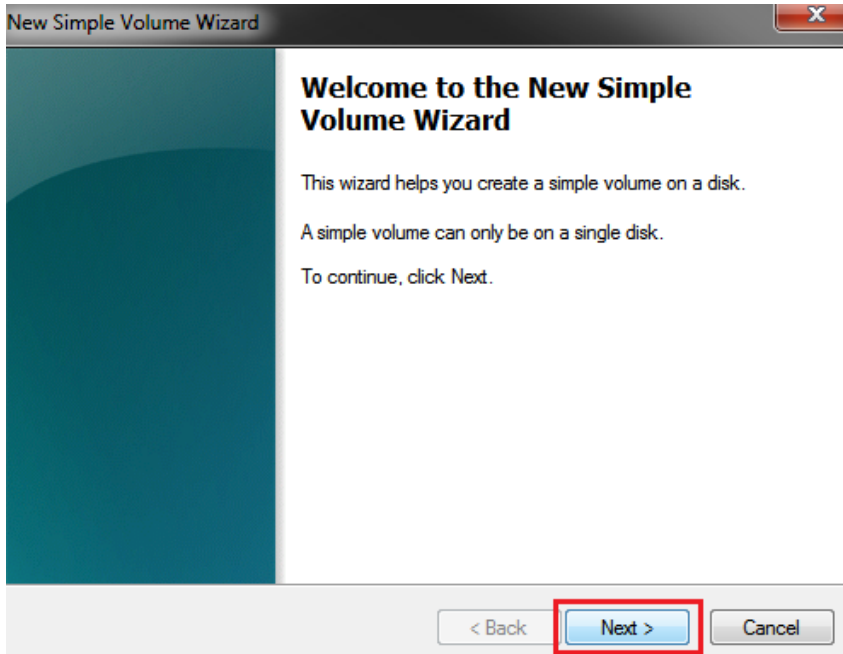 New Simple Volume Wizard
Welcome to the New Simple
Volume Wizard
This wizard helps you create a simple volume on a disk.
A simple volume can only be on a single disk.
To continue, click Next.
< Back
Next >
Cancel